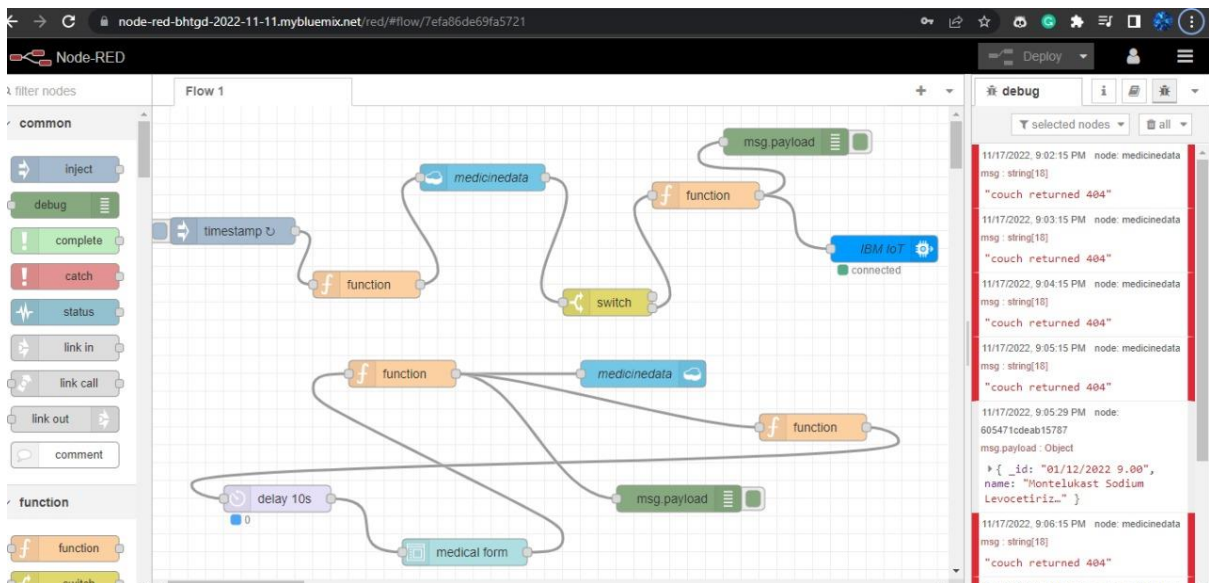 node-red-bhtgd-2022-11-11.mybluemix.net/red/#flow/7efa86de69fa5721
Node-RED
Deploy
filter nodes
Flow 1
debug
i
selected nodes
all
common
inject
debug
complete
catch
status
link in
link call
link out
comment
function
function
switch
timestamp ↻
function
medicinedata
switch
function
msg.payload
IBM IoT
connected
function
medicinedata
function
msg.payload
delay 10s
0
medical form
11/17/2022, 9:02:15 PM node: medicinedata
msg : string[18]
"couch returned 404"
11/17/2022, 9:03:15 PM node: medicinedata
msg : string[18]
"couch returned 404"
11/17/2022, 9:04:15 PM node: medicinedata
msg : string[18]
"couch returned 404"
11/17/2022, 9:05:15 PM node: medicinedata
msg : string[18]
"couch returned 404"
11/17/2022, 9:05:29 PM node:
605471cdeab15787
msg.payload : Object
{ _id: "01/12/2022 9.00",
name: "Montelukast Sodium
Levocetiriz…" }
11/17/2022, 9:06:15 PM node: medicinedata
msg : string[18]
"couch returned 404"